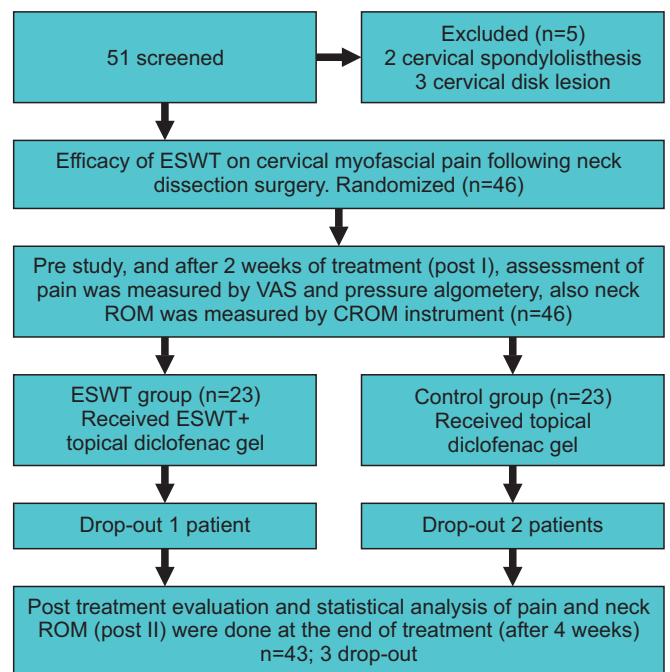 51 screened
Excluded (n=5)
2 cervical spondylolisthesis
3 cervical disk lesion
Efficacy of ESWT on cervical myofascial pain following neck
dissection surgery. Randomized (n=46)
Pre study, and after 2 weeks of treatment (post I), assessment of
pain was measured by VAS and pressure algometery, also neck
ROM was measured by CROM instrument (n=46)
ESWT group (n=23)
Received ESWT+
topical diclofenac gel
Control group (n=23)
Received topical
diclofenac gel
Drop-out 1 patient
Drop-out 2 patients
Post treatment evaluation and statistical analysis of pain and neck
ROM (post II) were done at the end of treatment (after 4 weeks)
n=43; 3 drop-out